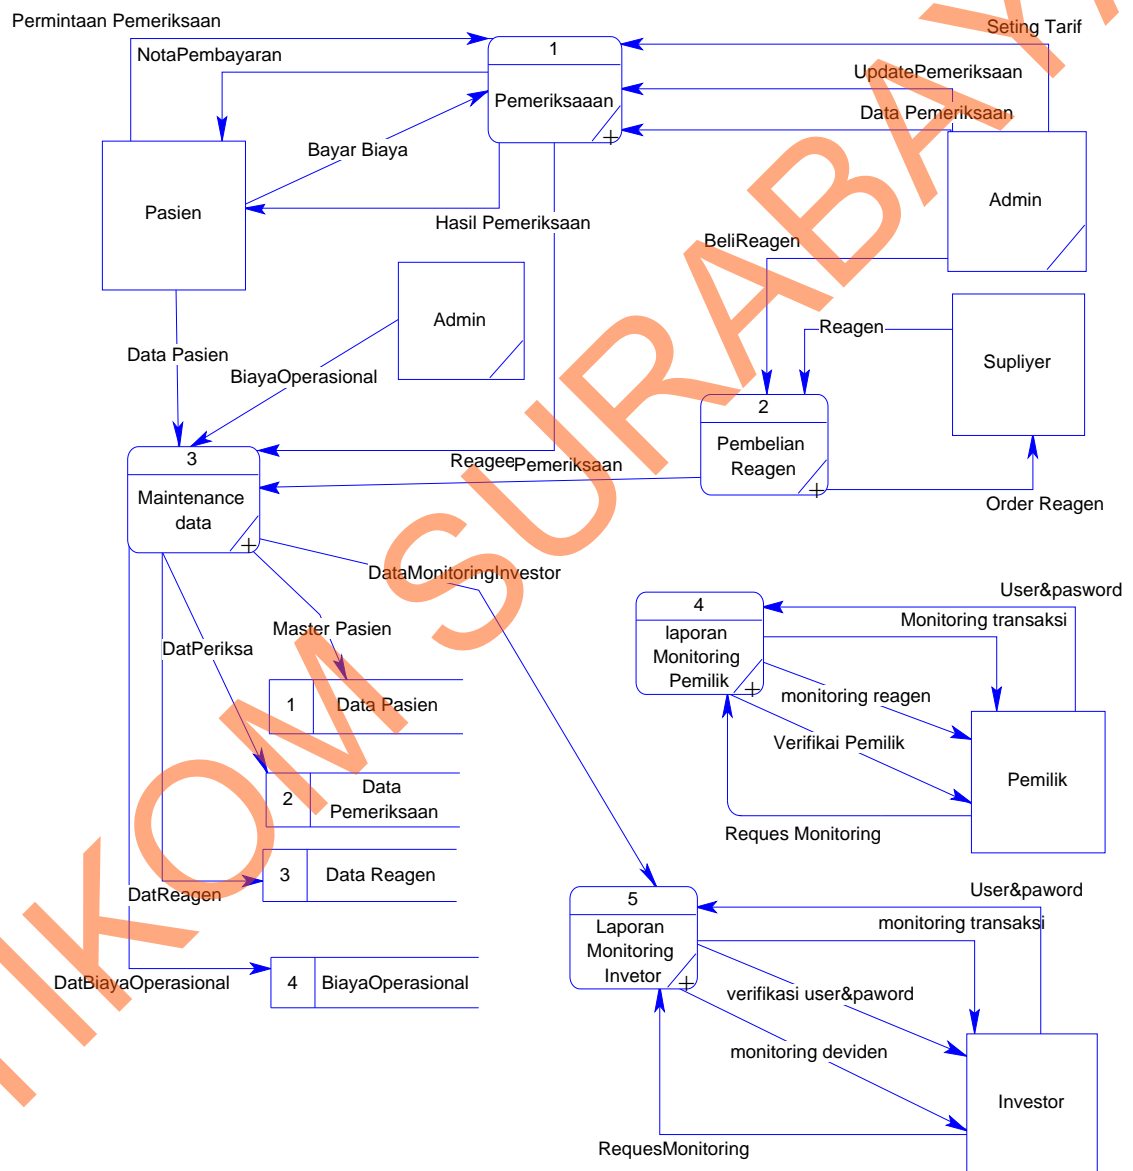 Permintaan Pemeriksaan
NotaPembayaran
1
Pemeriksaaan
Seting Tarif
UpdatePemeriksaan
Data Pemeriksaan
Bayar Biaya
Pasien
Hasil Pemeriksaan
Admin
BeliReagen
Admin
Reagen
Supliyer
Data Pasien
BiayaOperasional
2
Pembelian
Reagen
3
Maintenance
data
Reagee
Pemeriksaan
Order Reagen
DataMonitoringInvestor
4
laporan
Monitoring
Pemilik
User&pasword
Monitoring transaksi
monitoring reagen
Verifikai Pemilik
Pemilik
Reques Monitoring
Master Pasien
DatPeriksa
1
Data Pasien
2
Data
Pemeriksaan
3
Data Reagen
DatReagen
DatBiayaOperasional
4
BiayaOperasional
5
Laporan
Monitoring
Invetor
User&paword
monitoring transaksi
verifikasi user&paword
monitoring deviden
Investor
RequesMonitoring
IKOM SURABAYA